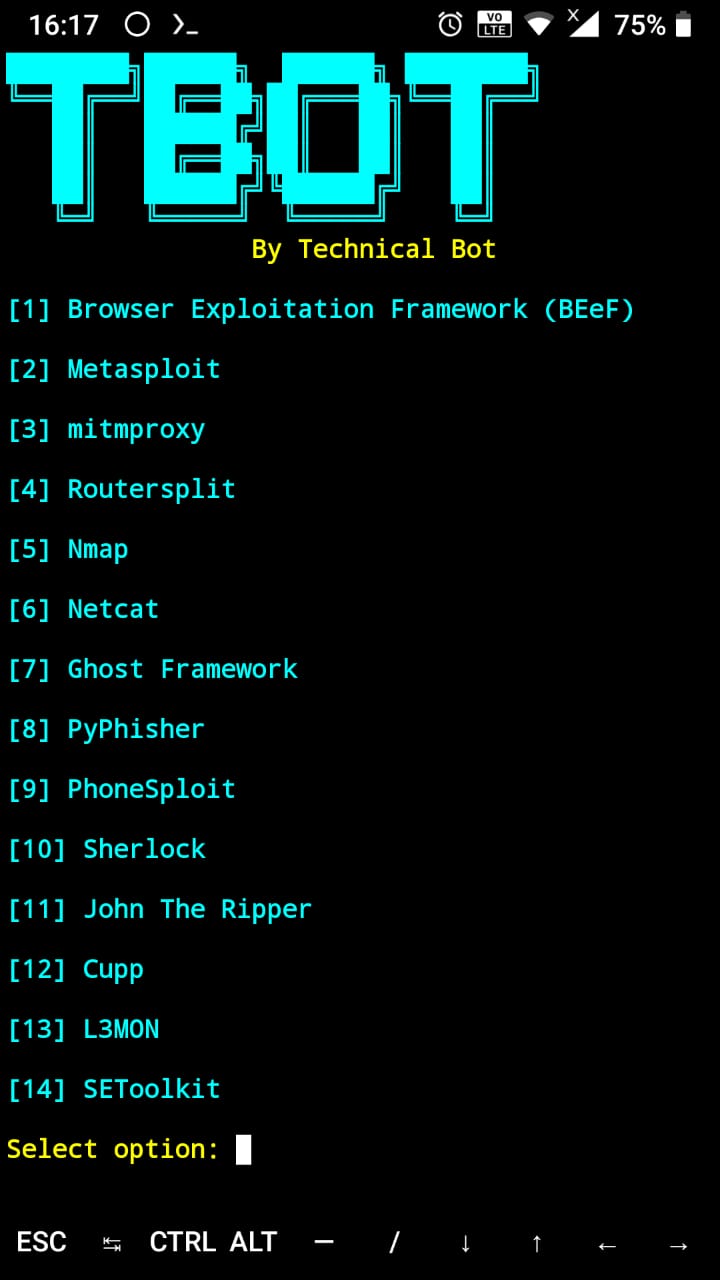 16:17 VO LTE X 75%
TBOT
By Technical Bot
[1] Browser Exploitation Framework (BEeF)
[2] Metasploit
[3] mitmproxy
[4] Routersplit
[5] Nmap
[6] Netcat
[7] Ghost Framework
[8] PyPhisher
[9] PhoneSploit
[10] Sherlock
[11] John The Ripper
[12] Cupp
[13] L3MON
[14] SEToolkit
Select option:
ESC ↹ CTRL ALT — / ↓ ↑ ← →